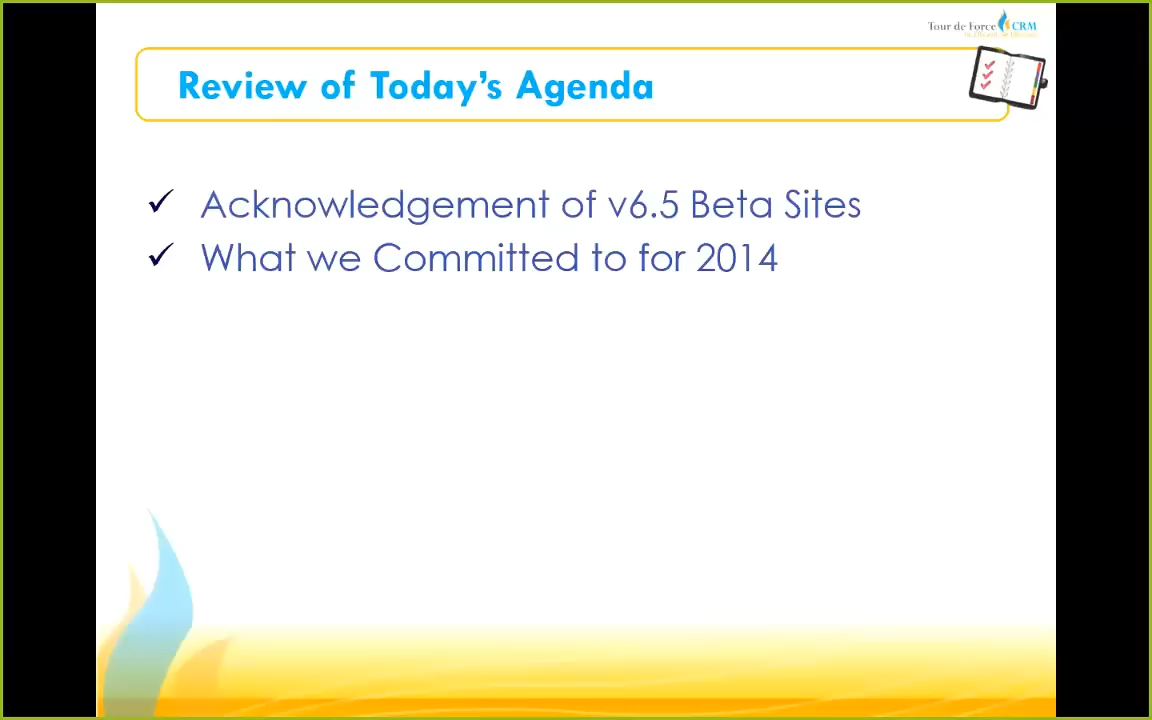 Tour de Force CRM
Review of Today's Agenda
✓ Acknowledgement of v6.5 Beta Sites
✓ What we Committed to for 2014